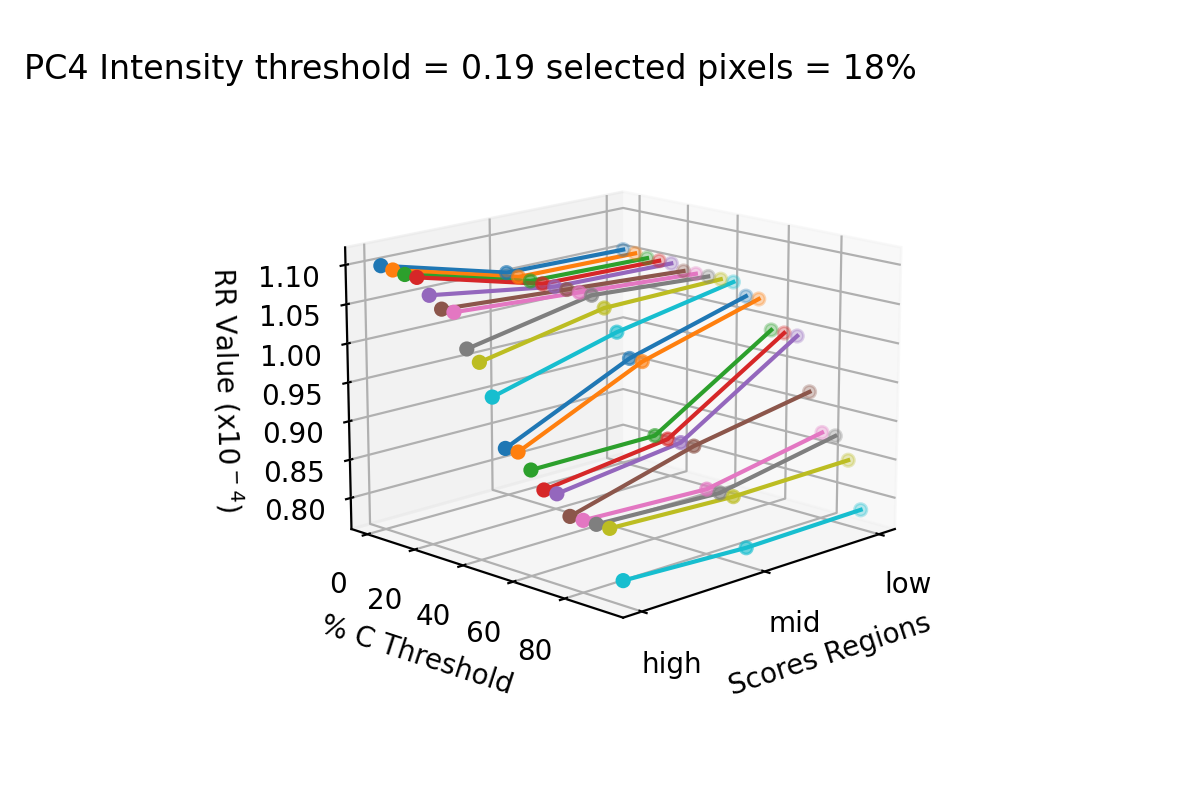 PC4 Intensity threshold = 0.19 selected pixels = 18%
RR Value (x10⁻⁴)
1.10
1.05
1.00
0.95
0.90
0.85
0.80
0
20
40
60
80
% C Threshold
high
mid
low
Scores Regions